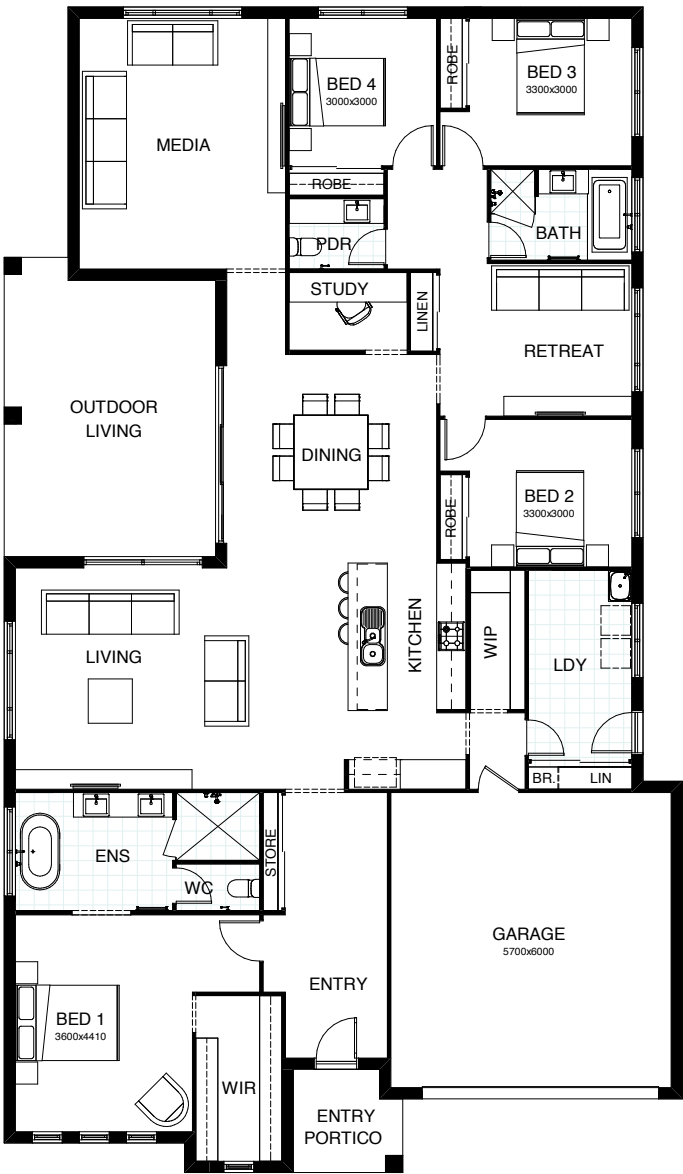 BED 4
3000x3000
ROBE
BED 3
3300x3000
MEDIA
ROBE
BATH
PDR
STUDY
LINEN
RETREAT
OUTDOOR
LIVING
DINING
BED 2
3300x3000
ROBE
KITCHEN
WIP
LIVING
LDY
BR.
LIN
ENS
STORE
WC
GARAGE
5700x6000
ENTRY
BED 1
3600x4410
WIR
ENTRY
PORTICO